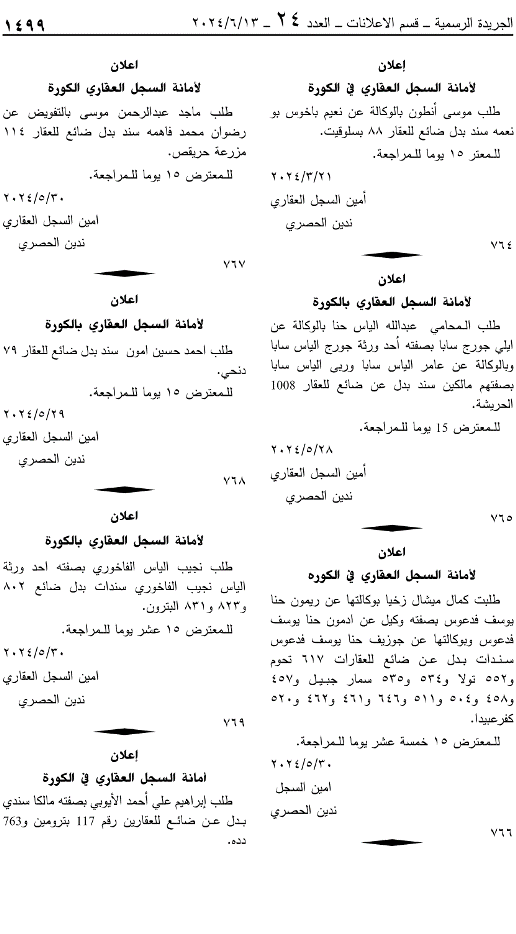 الجريدة الرسمية ــ قسم الاعلانات ــ العدد ٢٤ ــ ٢٠٢٤/٦/١٣
١٤٩٩
إعلان
لأمانة السجل العقاري في الكورة
طلب موسى أنطون بالوكالة عن نعيم باخوس بو
نعمه سند بدل ضائع للعقار ٨٨ بسلوقيت.
للمعتر ١٥ يوما للمراجعة.
٢٠٢٤/٣/٢١
أمين السجل العقاري
ندين الحصري
٧٦٤
اعلان
لأمانة السجل العقاري بالكورة
طلب المحامي عبدالله الياس حنا بالوكالة عن
ايلي جورج سابا بصفته أحد ورثة جورج الياس سابا
وبالوكالة عن عامر الياس سابا وربى الياس سابا
بصفتهم مالكين سند بدل عن ضائع للعقار 1008
الحريشة.
للمعترض 15 يوما للمراجعة.
٢٠٢٤/٥/٢٨
أمين السجل العقاري
ندين الحصري
٧٦٥
اعلان
لأمانة السجل العقاري في الكوره
طلبت كمال ميشال زخيا بوكالتها عن ريمون حنا
يوسف فدعوس بصفته وكيل عن ادمون حنا يوسف
فدعوس وبوكالتها عن جوزيف حنا يوسف فدعوس
سندات بدل عن ضائع للعقارات ٦١٧ تحوم
و٥٥٢ تولا و٥٣٤ و٥٣٥ سمار جبيل و٤٥٧
و٤٥٨ و٥٠٤ و٥١١ و٦٤٦ و٤٦١ و٤٦٢ و٥٢٠
كفرعبيدا.
للمعترض ١٥ خمسة عشر يوما للمراجعة.
٢٠٢٤/٥/٣٠
امين السجل
ندين الحصري
٧٦٦
اعلان
لأمانة السجل العقاري الكورة
طلب ماجد عبدالرحمن موسى بالتفويض عن
رضوان محمد فاهمه سند بدل ضائع للعقار ١١٤
مزرعة حريقص.
للمعترض ١٥ يوما للمراجعة.
٢٠٢٤/٥/٣٠
امين السجل العقاري
ندين الحصري
٧٦٧
اعلان
لأمانة السجل العقاري بالكورة
طلب احمد حسين امون سند بدل ضائع للعقار ٧٩
دنحي.
للمعترض ١٥ يوما للمراجعة.
٢٠٢٤/٥/٢٩
امين السجل العقاري
ندين الحصري
٧٦٨
اعلان
لأمانة السجل العقاري بالكورة
طلب نجيب الياس الفاخوري بصفته احد ورثة
الياس نجيب الفاخوري سندات بدل ضائع ٨٠٢
و٨٢٣ و٨٣١ البترون.
للمعترض ١٥ عشر يوما للمراجعة.
٢٠٢٤/٥/٣٠
امين السجل العقاري
ندين الحصري
٧٦٩
إعلان
أمانة السجل العقاري في الكورة
طلب إبراهيم علي أحمد الأيوبي بصفته مالكا سندي
بدل عن ضائع للعقارين رقم 117 بترومين و763
دده.